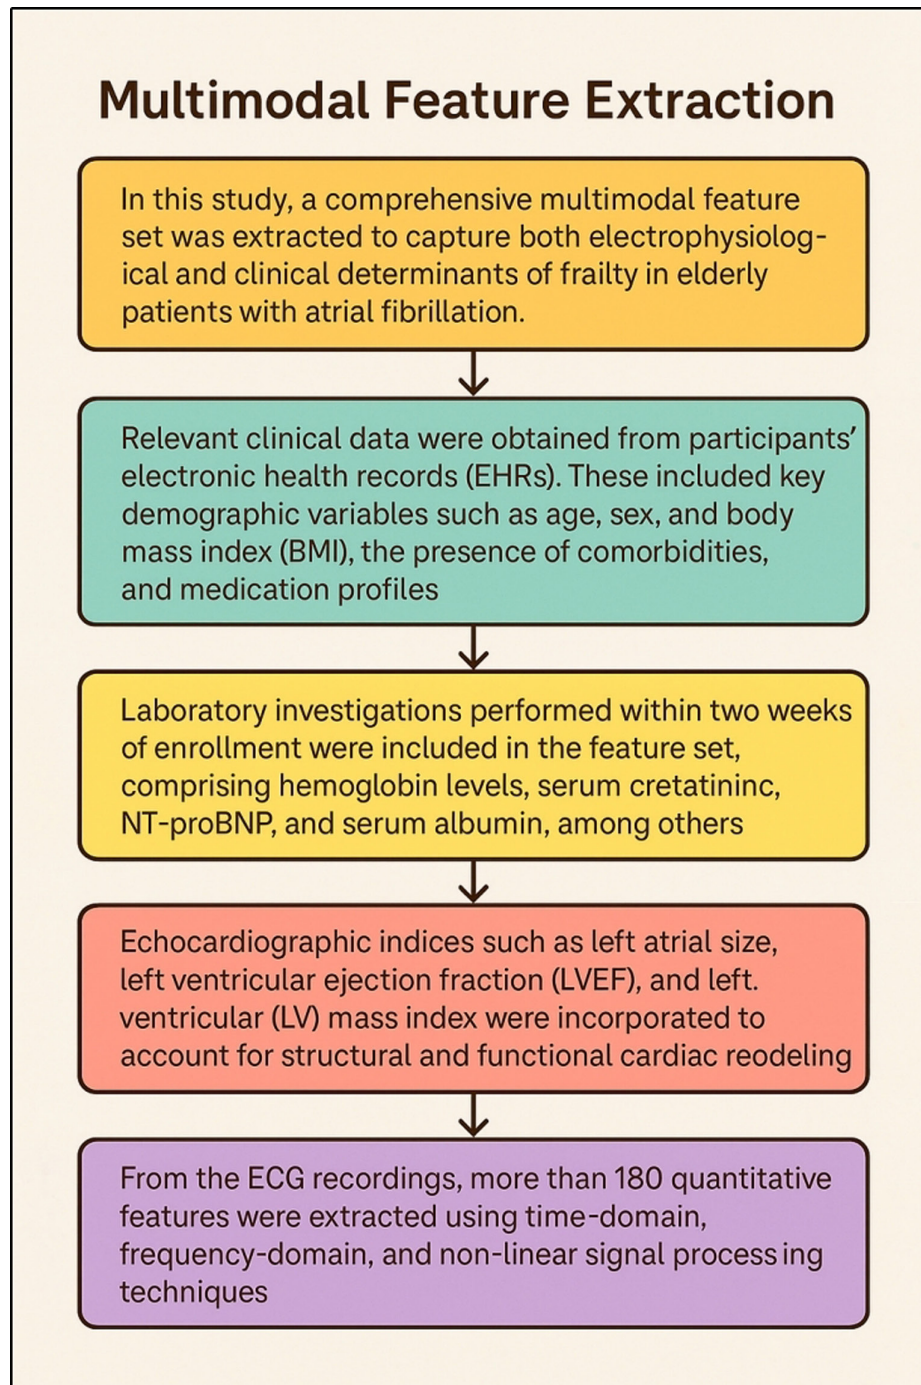 Multimodal Feature Extraction
In this study, a comprehensive multimodal feature
set was extracted to capture both electrophysiolog-
ical and clinical determinants of frailty in elderly
patients with atrial fibrillation.
Relevant clinical data were obtained from participants’
electronic health records (EHRs). These included key
demographic variables such as age, sex, and body
mass index (BMI), the presence of comorbidities,
and medication profiles
Laboratory investigations performed within two weeks
of enrollment were included in the feature set,
comprising hemoglobin levels, serum cretatininc,
NT-proBNP, and serum albumin, among others
Echocardiographic indices such as left atrial size,
left ventricular ejection fraction (LVEF), and left.
ventricular (LV) mass index were incorporated to
account for structural and functional cardiac reodeling
From the ECG recordings, more than 180 quantitative
features were extracted using time-domain,
frequency-domain, and non-linear signal processing
techniques